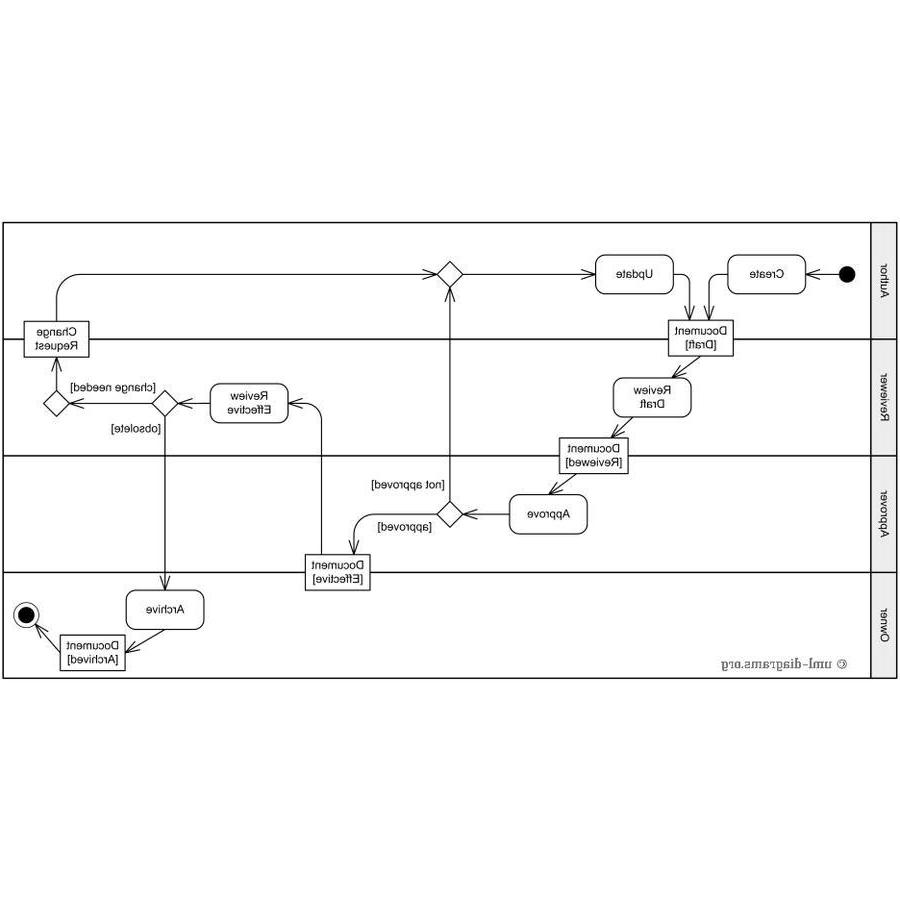 Author
Create
Update
Document
[Draft]
Change
Request
Reviewer
Review
Draft
Review
Effective
[change needed]
[obsolete]
Document
[Reviewed]
Approver
Approve
[not approved]
[approved]
Document
[Effective]
Owner
Archive
Document
[Archived]
© uml-diagrams.org